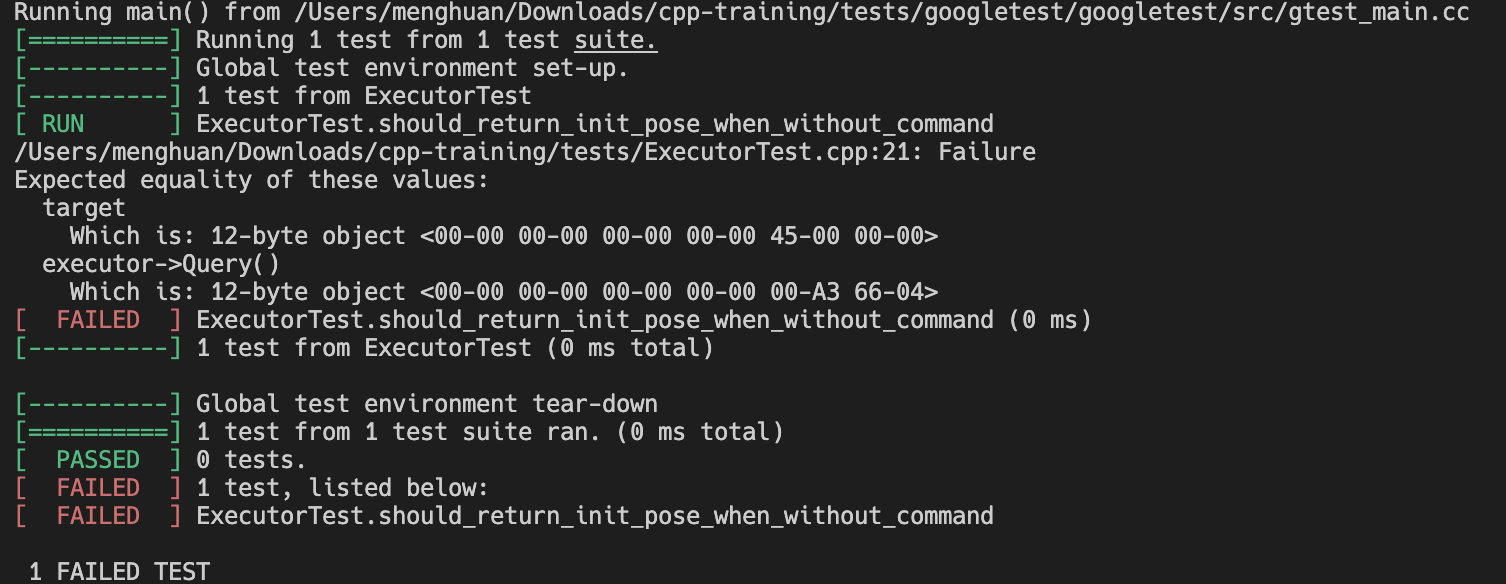 Running main() from /Users/menghuan/Downloads/cpp-training/tests/googletest/googletest/src/gtest_main.cc
[==========] Running 1 test from 1 test suite.
[----------] Global test environment set-up.
[----------] 1 test from ExecutorTest
[ RUN      ] ExecutorTest.should_return_init_pose_when_without_command
/Users/menghuan/Downloads/cpp-training/tests/ExecutorTest.cpp:21: Failure
Expected equality of these values:
  target
    Which is: 12-byte object <00-00 00-00 00-00 00-00 45-00 00-00>
  executor->Query()
    Which is: 12-byte object <00-00 00-00 00-00 00-00 00-A3 66-04>
[  FAILED  ] ExecutorTest.should_return_init_pose_when_without_command (0 ms)
[----------] 1 test from ExecutorTest (0 ms total)

[----------] Global test environment tear-down
[==========] 1 test from 1 test suite ran. (0 ms total)
[  PASSED  ] 0 tests.
[  FAILED  ] 1 test, listed below:
[  FAILED  ] ExecutorTest.should_return_init_pose_when_without_command

 1 FAILED TEST